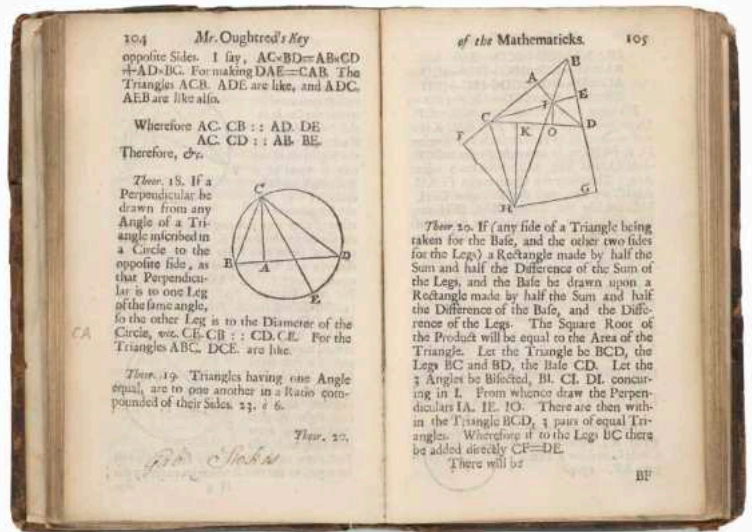 104 Mr. Oughtred's Key
opposite Sides. I say, AC×BD=AB×CD
+AD×BC. For making DAE=CAB. The
Triangles ACB. ADE are like, and ADC.
AEB are like also.
Wherefore AC. CB :: AD. DE
AC. CD :: AB. BE.
Therefore, &c.
Theor. 18. If a
Perpendicular be
drawn from any
Angle of a Tri-
angle inscribed in
a Circle to the
opposite side, as
that Perpendicu-
lar is to one Leg
of the same angle,
so the other Leg is to the Diameter of the
Circle, viz. CE. CB :: CD. CE. For the
Triangles ABC. DCE. are like.
CA
C
B
A
D
E
Theor. 19. Triangles having one Angle
equal, are to one another in a Ratio com-
pounded of their Sides. 23. è 6.
Theor. 20.
Stokes
of the Mathematicks. 105
B
A
I
E
C
K
O
D
F
G
H
Theor 20. If (any side of a Triangle being
taken for the Base, and the other two sides
for the Legs) a Rectangle made by half the
Sum and half the Difference of the Sum of
the Legs, and the Base be drawn upon a
Rectangle made by half the Sum and half
the Difference of the Base, and the Diffe-
rence of the Legs. The Square Root of
the Product will be equal to the Area of the
Triangle. Let the Triangle be BCD, the
Legs BC and BD, the Base CD. Let the
3 Angles be Bisected, BI. CI. DI. concur-
ing in I. From whence draw the Perpen-
diculars IA. IE. IO. There are then with-
in the Triangle BCD, 3 pairs of equal Tri-
angles. Wherefore if to the Legs BC there
be added directly CF=DE.
There will be
BF